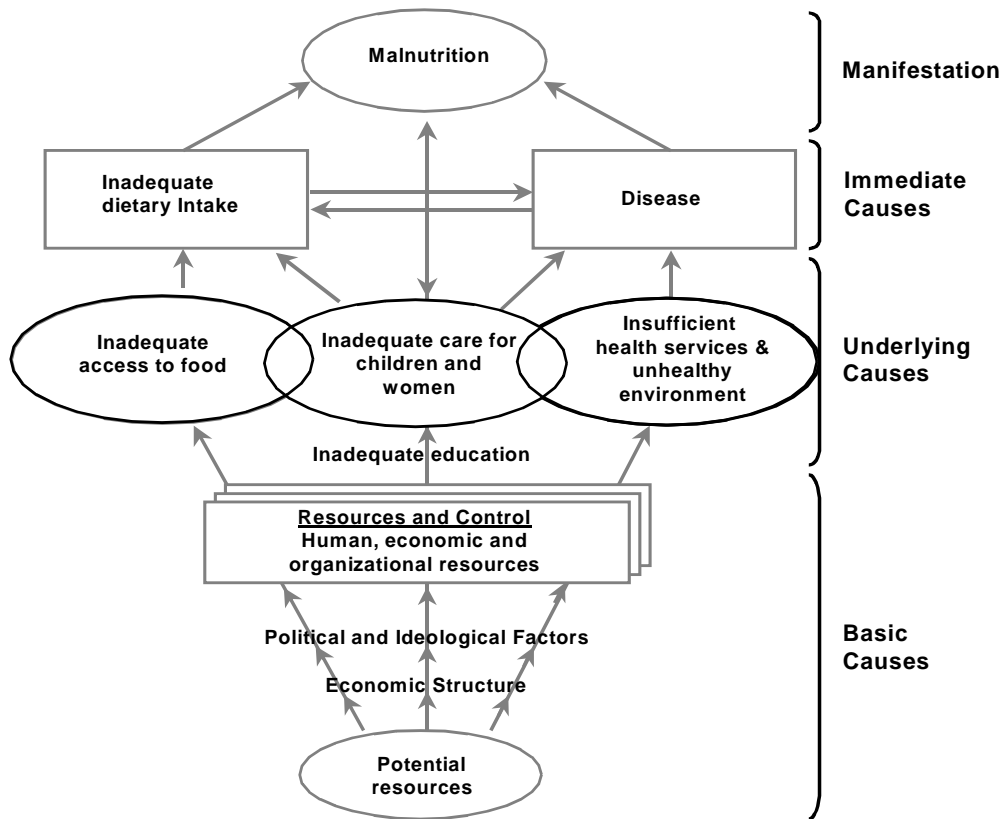 Malnutrition
Manifestation
Inadequate
dietary Intake
Disease
Immediate
Causes
Inadequate
access to food
Inadequate care for
children and
women
Insufficient
health services &
unhealthy
environment
Underlying
Causes
Inadequate education
Resources and Control
Human, economic and
organizational resources
Political and Ideological Factors
Economic Structure
Basic
Causes
Potential
resources